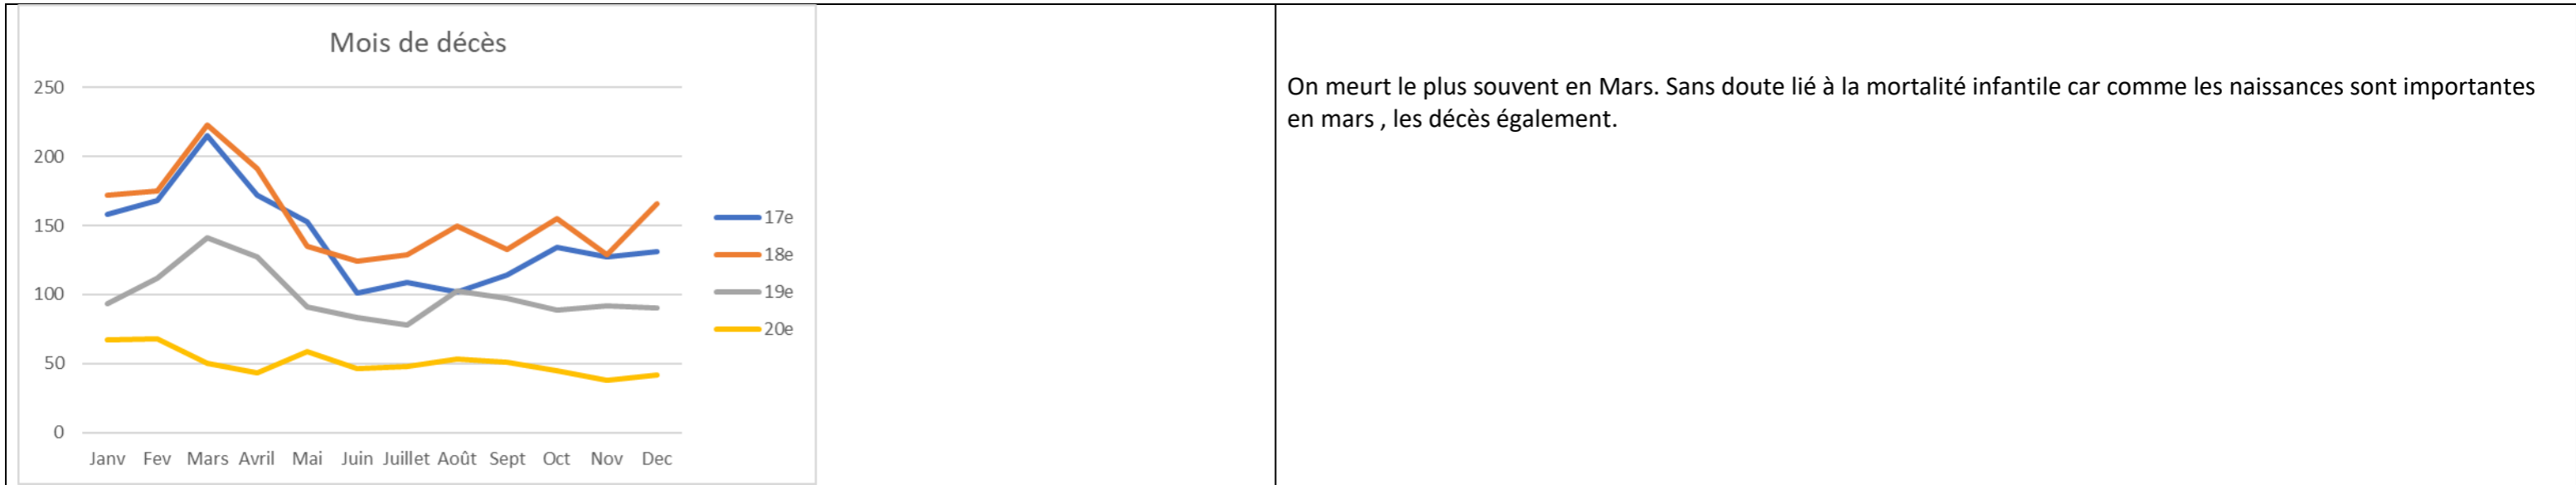 Mois de décès
250
200
150
100
50
0
Janv Fev Mars Avril Mai Juin Juillet Août Sept Oct Nov Dec
17e
18e
19e
20e
On meurt le plus souvent en Mars. Sans doute lié à la mortalité infantile car comme les naissances sont importantes
en mars , les décès également.